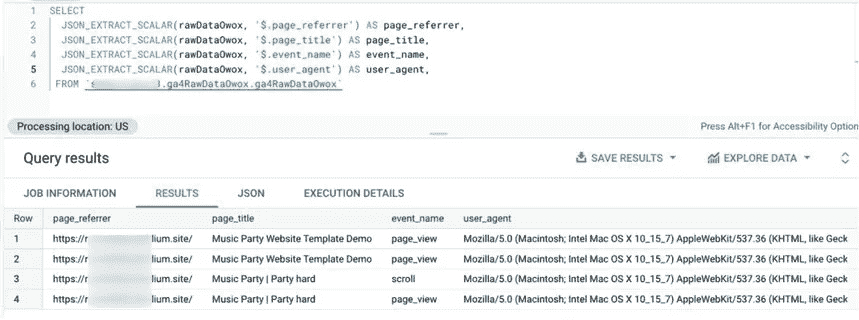 1 SELECT
2 JSON_EXTRACT_SCALAR(rawDataOwox, '$.page_referrer') AS page_referrer,
3 JSON_EXTRACT_SCALAR(rawDataOwox, '$.page_title') AS page_title,
4 JSON_EXTRACT_SCALAR(rawDataOwox, '$.event_name') AS event_name,
5 JSON_EXTRACT_SCALAR(rawDataOwox, '$.user_agent') AS user_agent,
6 FROM `s .ga4RawDataOwox.ga4RawDataOwox`
Processing location: US Press Alt+F1 for Accessibility Option
Query results SAVE RESULTS EXPLORE DATA
JOB INFORMATION RESULTS JSON EXECUTION DETAILS
Row page_referrer page_title event_name user_agent
1 https://r lium.site/ Music Party Website Template Demo page_view Mozilla/5.0 (Macintosh; Intel Mac OS X 10_15_7) AppleWebKit/537.36 (KHTML, like Geck
2 https://r lium.site/ Music Party Website Template Demo page_view Mozilla/5.0 (Macintosh; Intel Mac OS X 10_15_7) AppleWebKit/537.36 (KHTML, like Geck
3 https://r lium.site/ Music Party | Party hard scroll Mozilla/5.0 (Macintosh; Intel Mac OS X 10_15_7) AppleWebKit/537.36 (KHTML, like Geck
4 https://r lium.site/ Music Party | Party hard page_view Mozilla/5.0 (Macintosh; Intel Mac OS X 10_15_7) AppleWebKit/537.36 (KHTML, like Geck